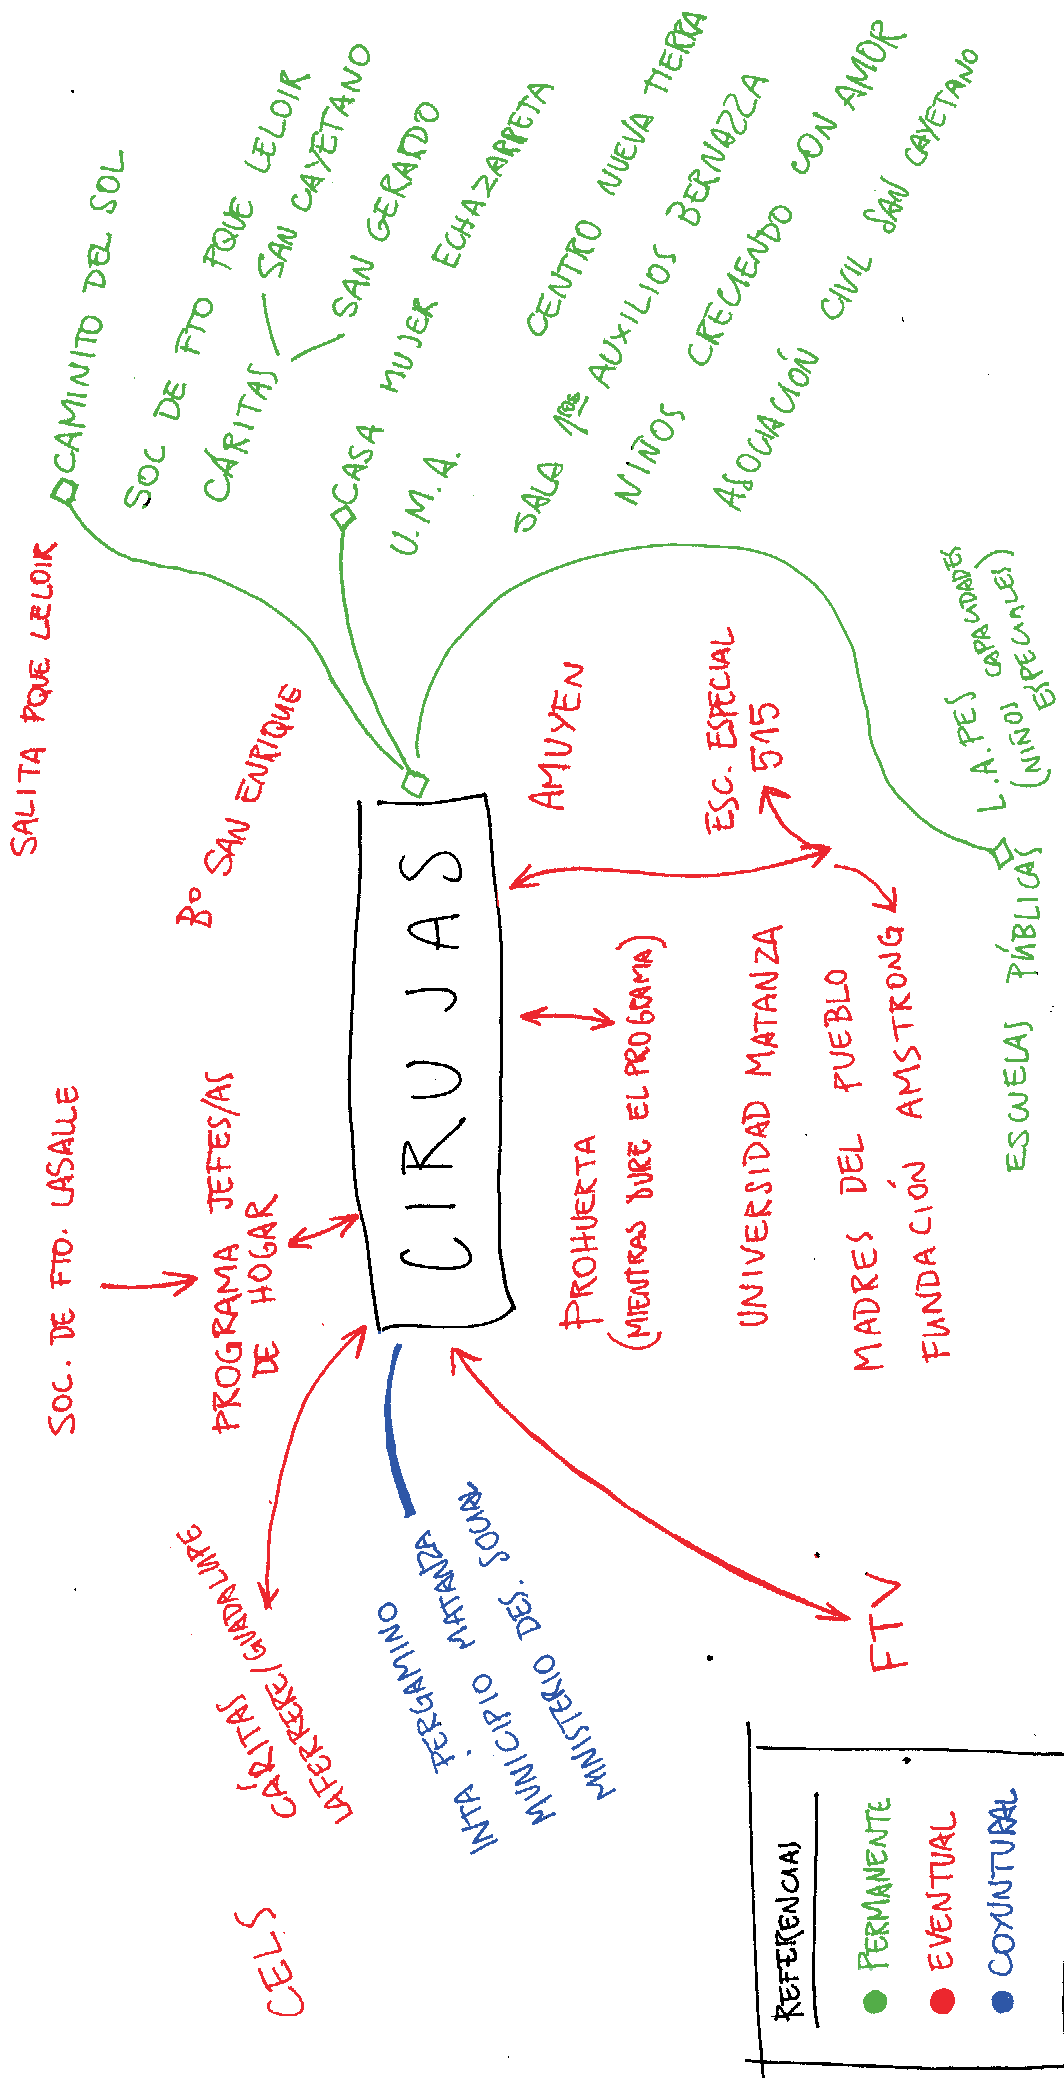 SALITA PQUE LELOIR
SOC. DE FTO. LASALLE
Bº SAN ENRIQUE
PROGRAMA JEFES/AS
DE HOGAR
CÁRITAS
LAFERRERE/GUADALUPE
CELS
CIRUJAS
INTA PERGAMINO
MUNICIPIO MATANZA
MINISTERIO DES. SOCIAL
CAMINITO DEL SOL
SOC DE FTO PQUE LELOIR
CÁRITAS
SAN CAYETANO
SAN GERARDO
CASA MUJER ECHAZARRETA
U.M.A.
CENTRO NUEVA TIERRA
SALA 1ros AUXILIOS BERNAZZA
NIÑOS CRECIENDO CON AMOR
ASOCIACIÓN CIVIL SAN CAYETANO
AMUYEN
ESC. ESPECIAL
515
PROHUERTA
(MIENTRAS DURE EL PROGRAMA)
UNIVERSIDAD MATANZA
MADRES DEL PUEBLO
FUNDACIÓN AMSTRONG
L.A.PES
(NIÑOS CAPACIDADES
ESPECIALES)
ESCUELAS PÚBLICAS
FTV
REFERENCIAS
PERMANENTE
EVENTUAL
COYUNTURAL